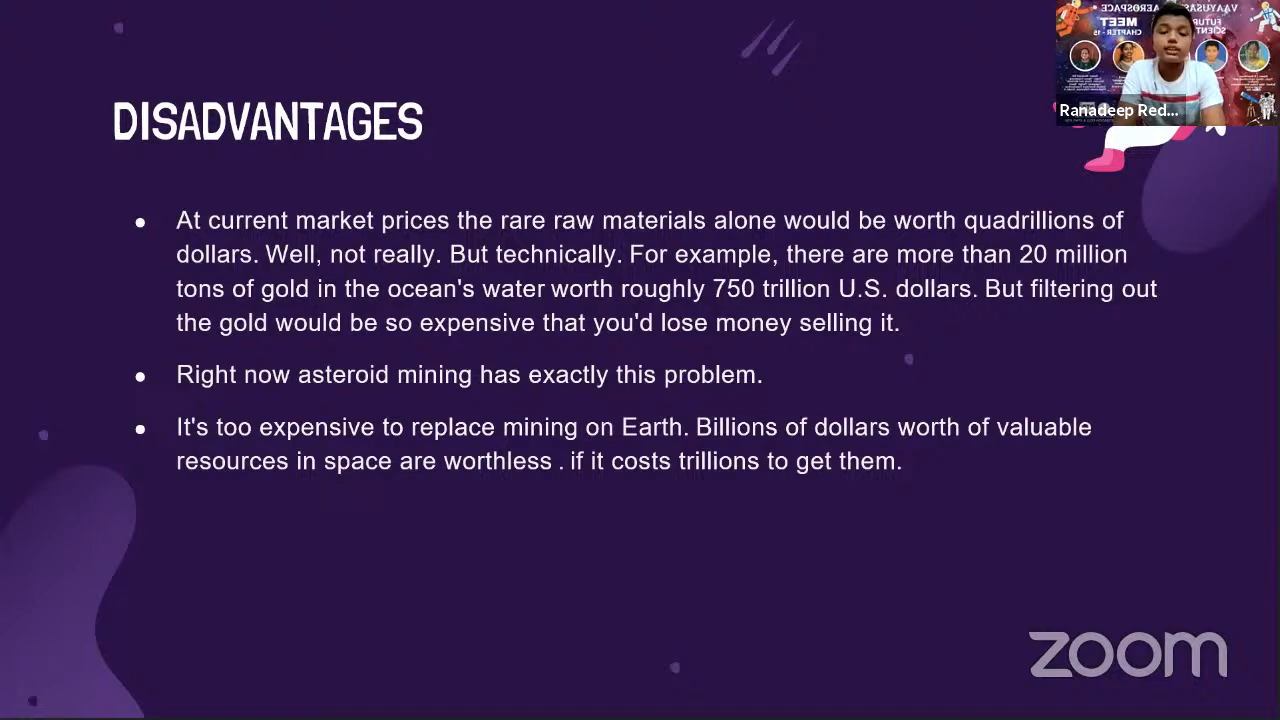 DISADVANTAGES
● At current market prices the rare raw materials alone would be worth quadrillions of
dollars. Well, not really. But technically. For example, there are more than 20 million
tons of gold in the ocean's water worth roughly 750 trillion U.S. dollars. But filtering out
the gold would be so expensive that you'd lose money selling it.
● Right now asteroid mining has exactly this problem.
● It's too expensive to replace mining on Earth. Billions of dollars worth of valuable
resources in space are worthless . if it costs trillions to get them.
AEROSPACE
MEET
CHAPTER - 15
Ranadeep Red...
zoom